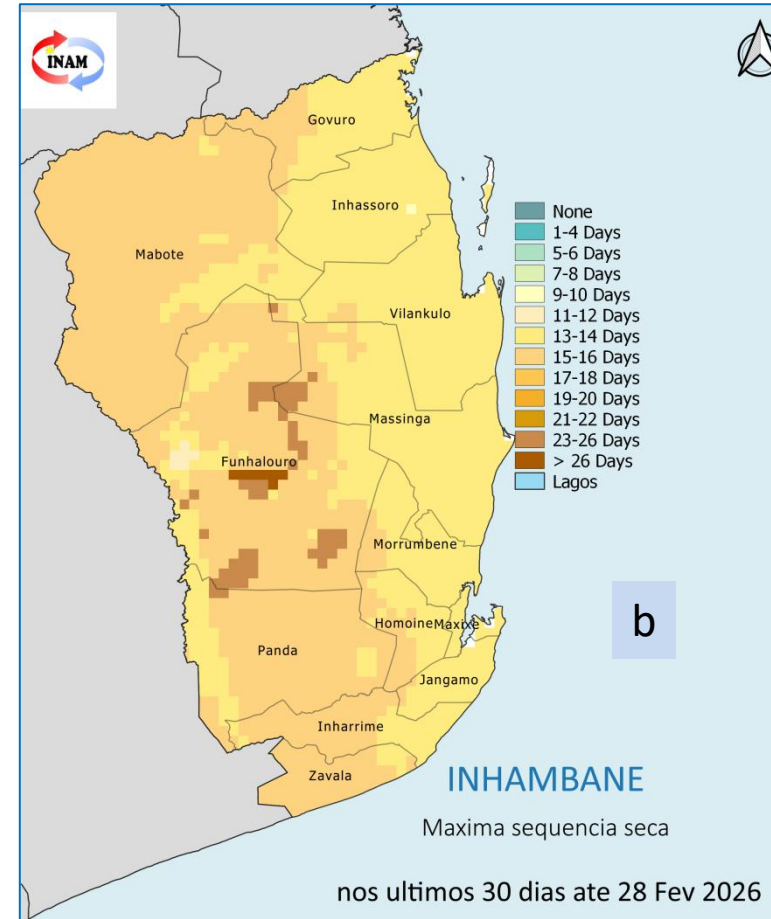 INAM
Govuro
Inhassoro
Mabote
Vilankulo
Massinga
Funhalouro
Morrumbene
Homoine Maxixe
Panda
Jangamo
Inharrime
Zavala
None
1-4 Days
5-6 Days
7-8 Days
9-10 Days
11-12 Days
13-14 Days
15-16 Days
17-18 Days
19-20 Days
21-22 Days
23-26 Days
> 26 Days
Lagos
b
INHAMBANE
Maxima sequencia seca
nos ultimos 30 dias ate 28 Fev 2026